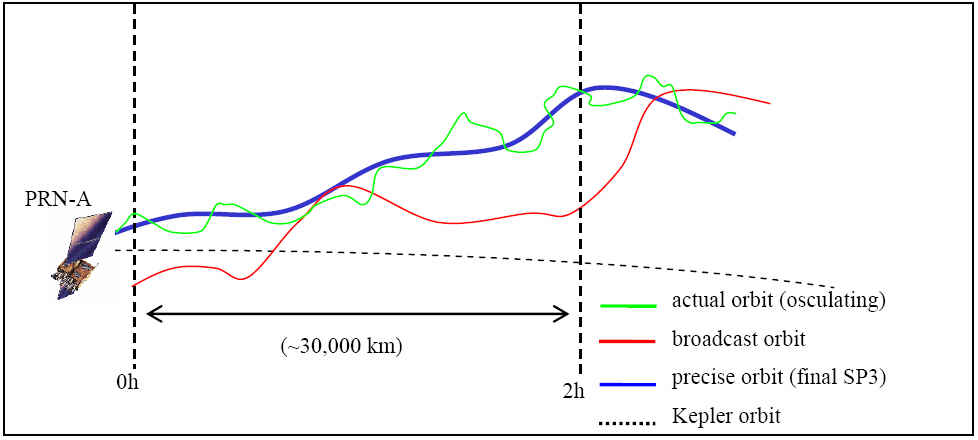 PRN-A
(~30,000 km)
0h
2h
actual orbit (osculating)
broadcast orbit
precise orbit (final SP3)
Kepler orbit